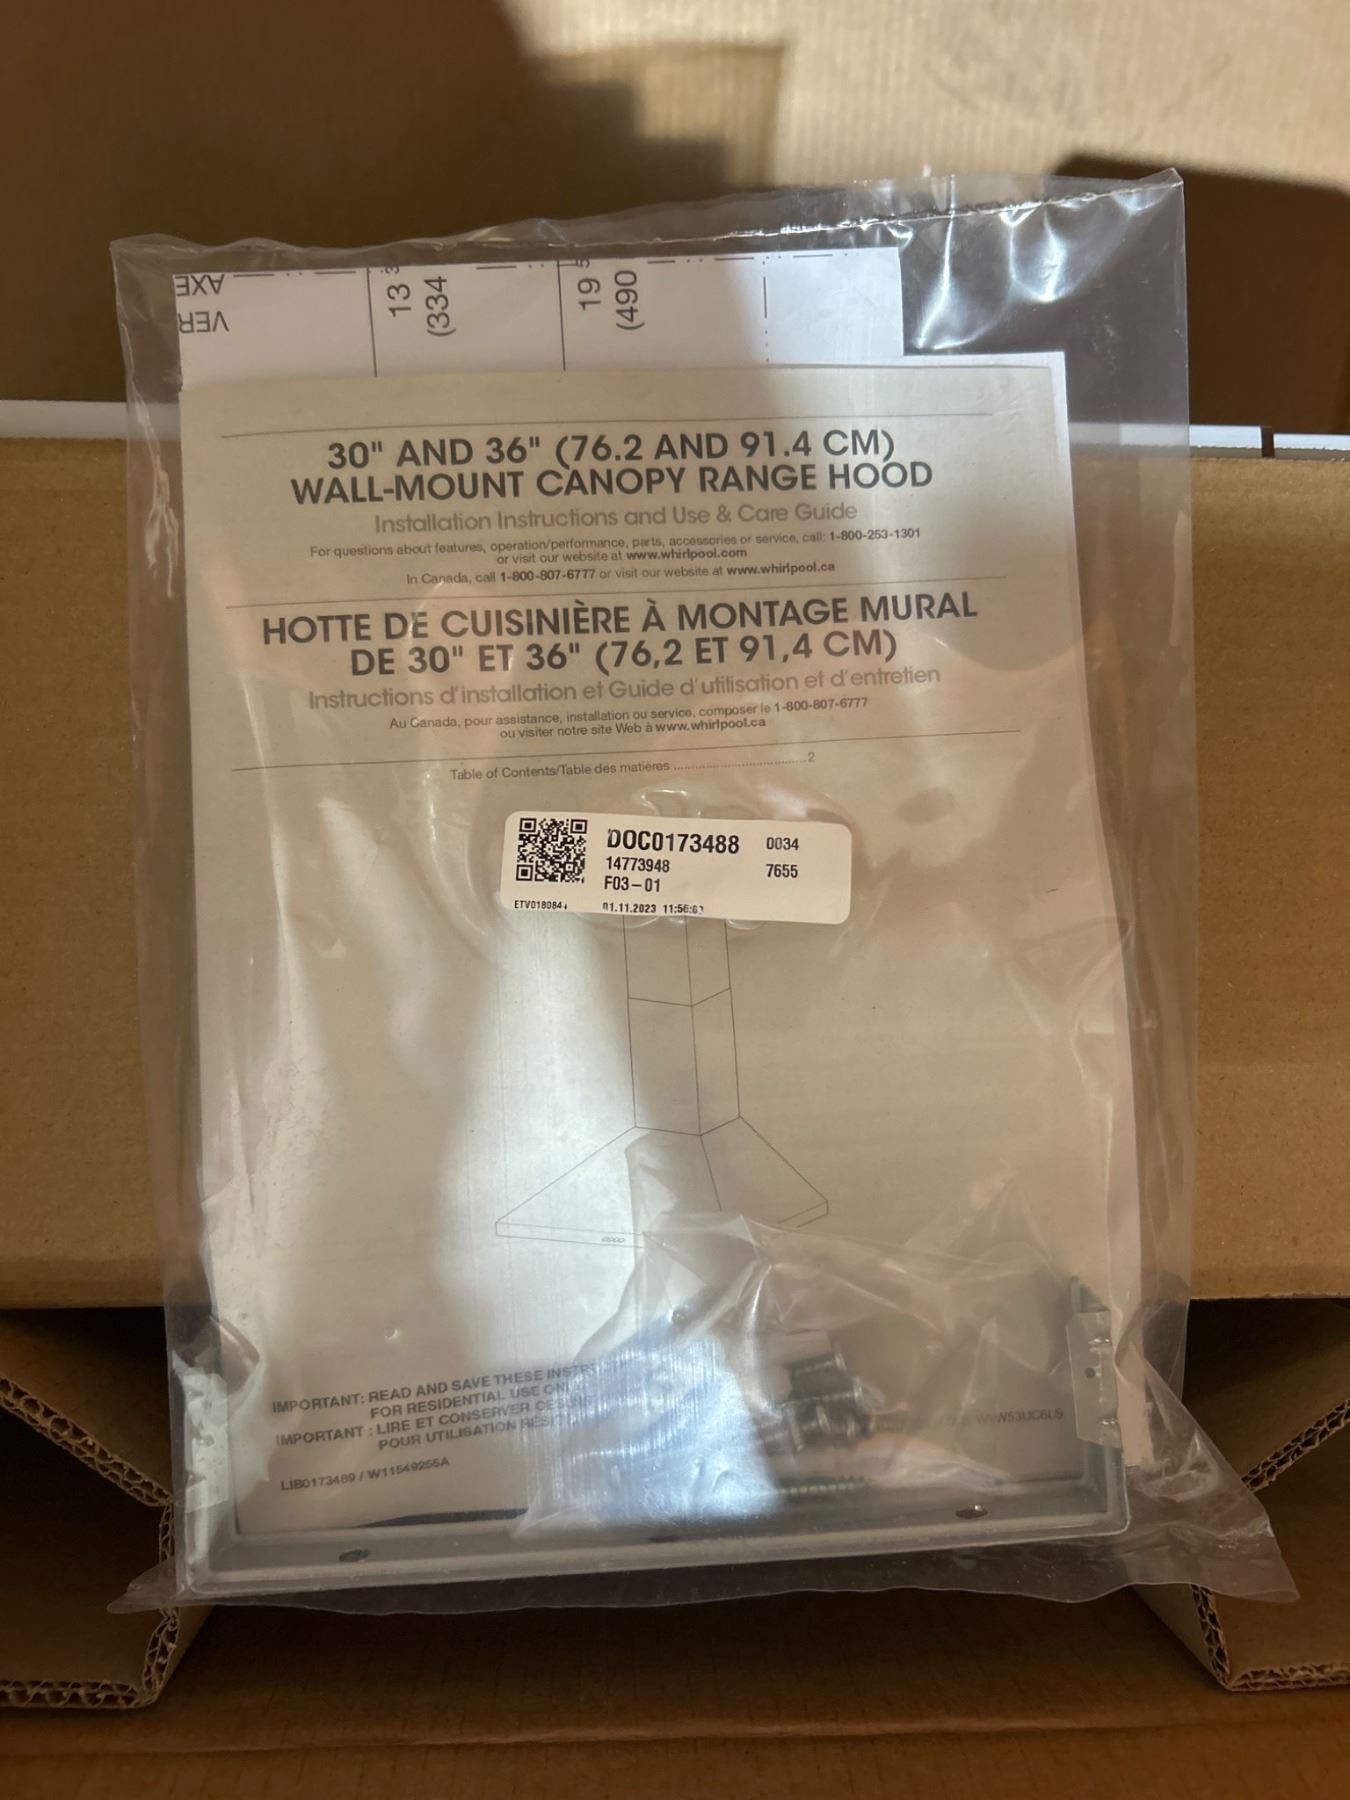 AXE
VER
13
(334
19
(490
30" AND 36" (76.2 AND 91.4 CM)
WALL-MOUNT CANOPY RANGE HOOD
Installation Instructions and Use & Care Guide
For questions about features, operation/performance, parts, accessories or service, call: 1-800-253-1301
or visit our website at www.whirlpool.com
In Canada, call 1-800-807-6777 or visit our website at www.whirlpool.ca
HOTTE DE CUISINIÈRE À MONTAGE MURAL
DE 30" ET 36" (76,2 ET 91,4 CM)
Instructions d'installation et Guide d'utilisation et d'entretien
Au Canada, pour assistance, installation ou service, composer le 1-800-807-6777
ou visiter notre site Web à www.whirlpool.ca
Table of Contents/Table des matières ......................................2
DOC0173488 0034
14773948 7655
F03-01
01.11.2023
IMPORTANT: READ AND SAVE THESE
FOR RESIDENTIAL USE
IMPORTANT : LIRE ET CONSERVER
POUR UTILISATION
LIB0173489 / W11549266A
WVW53UC6LS